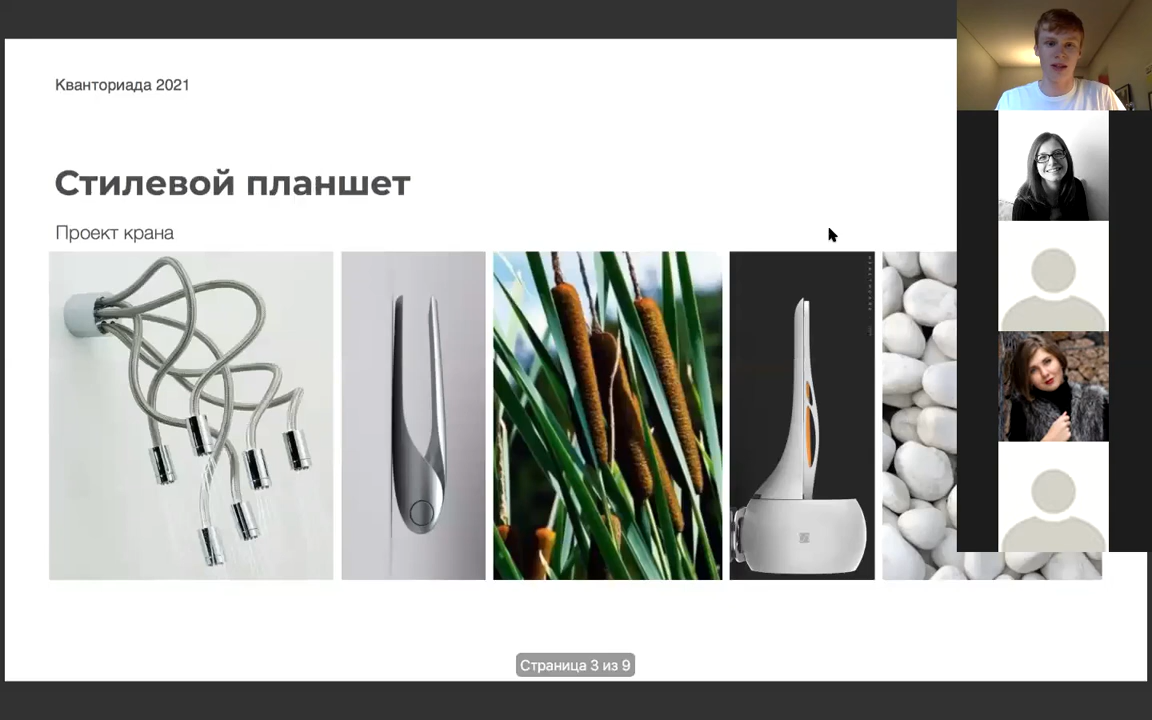 Кванториада 2021
Стилевой планшет
Проект крана
Страница 3 из 9